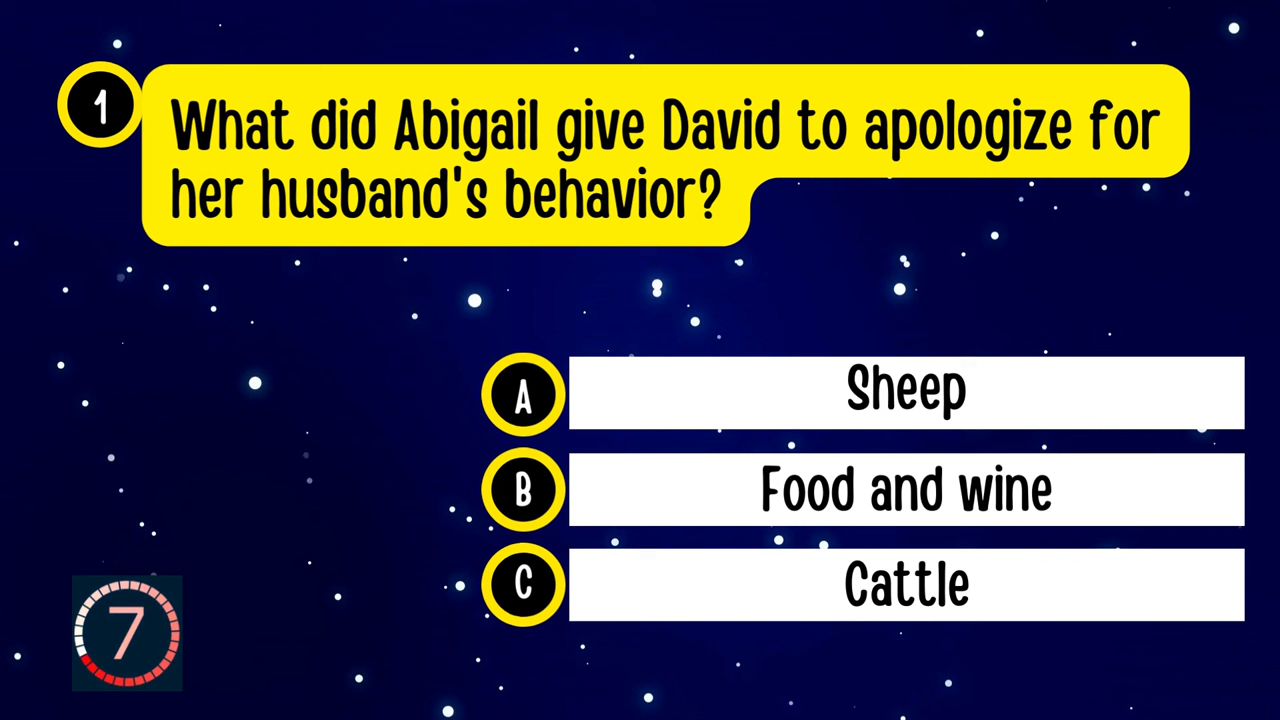 1
What did Abigail give David to apologize for
her husband's behavior?
A
Sheep
B
Food and wine
C
Cattle
7